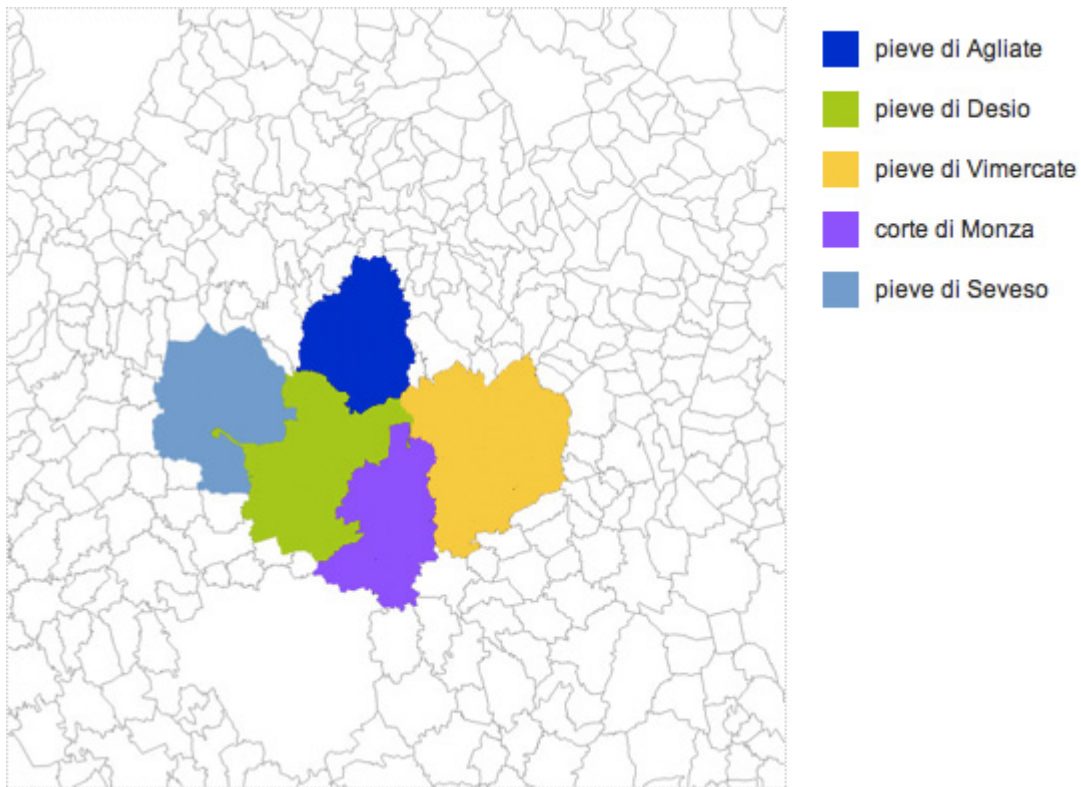 pieve di Agliate
pieve di Desio
pieve di Vimercate
corte di Monza
pieve di Seveso